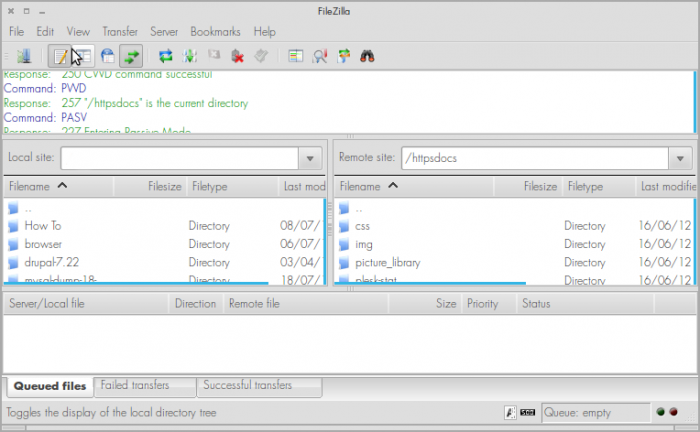 FileZilla
File Edit View Transfer Server Bookmarks Help
Response: 250 CWD command successful
Command: PWD
Response: 257 "/httpsdocs" is the current directory
Command: PASV
Response: 227 Entering Passive Mode
Local site: Remote site: /httpsdocs
Filename Filesize Filetype Last mod Filename Filesize Filetype Last modifie
.. ..
How To Directory 08/07/ css Directory 16/06/12
browser Directory 06/07/ img Directory 16/06/12
drupal-7.22 Directory 03/04/ picture_library Directory 16/06/12
mysql-dump-18- Directory 18/07/ plesk-stat Directory 16/06/12
Server/Local file Direction Remote file Size Priority Status
Queued files Failed transfers Successful transfers
Toggles the display of the local directory tree Queue: empty